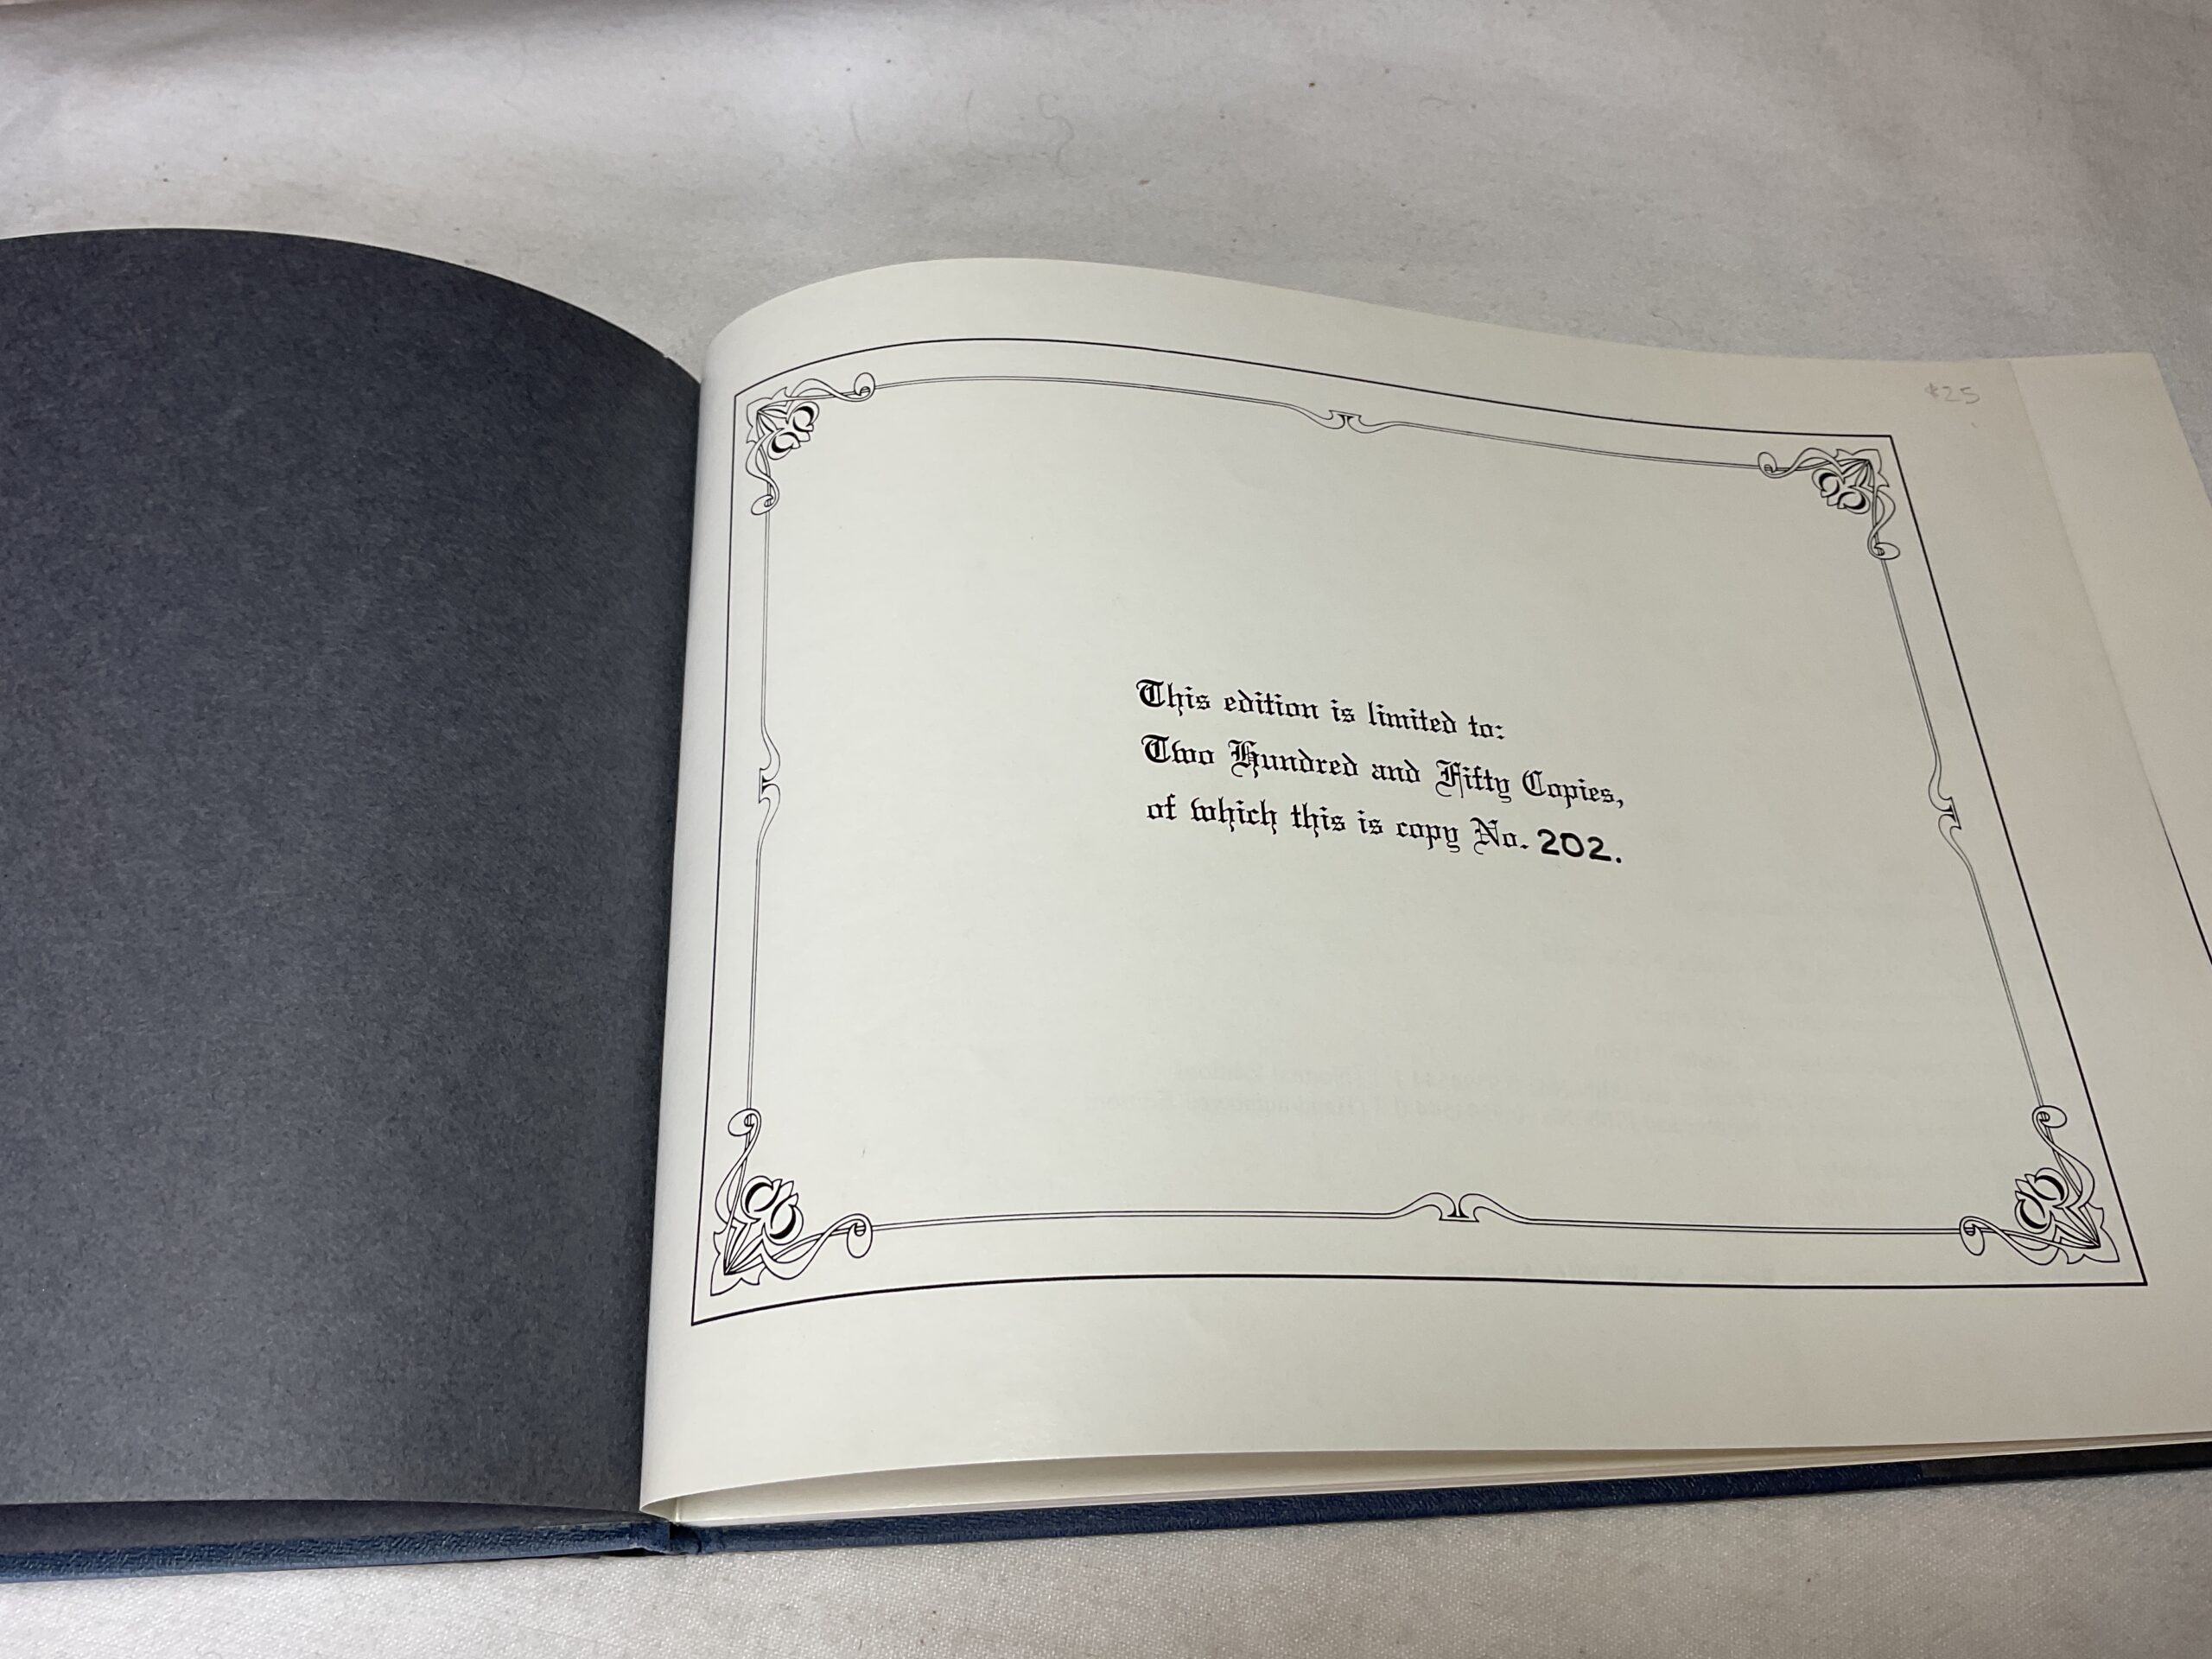 $25
This edition is limited to:
Two Hundred and Fifty Copies,
of which this is copy No. 202.